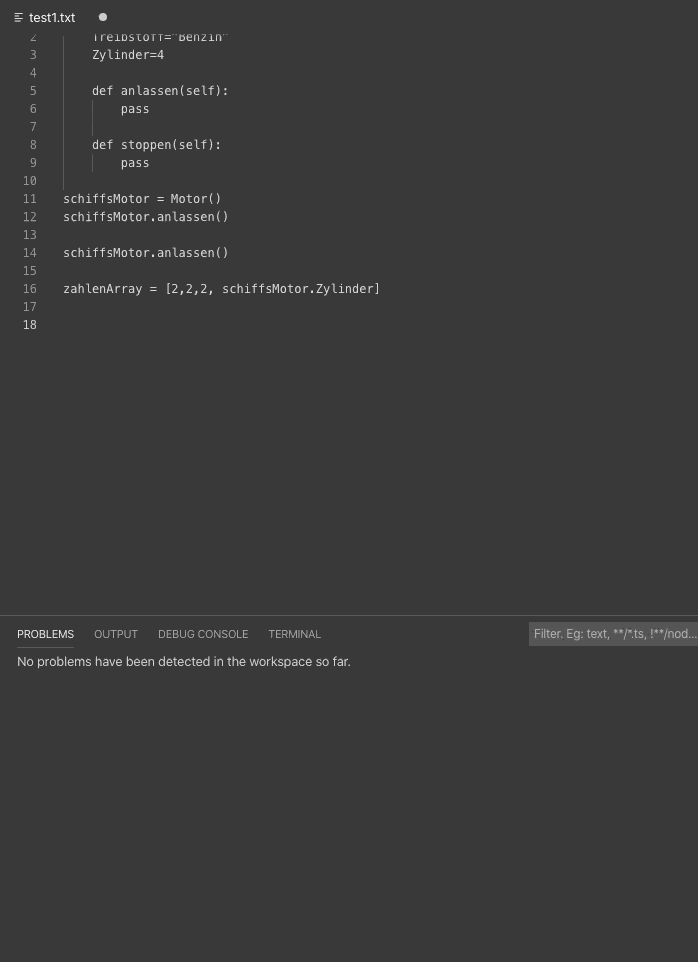 test1.txt
2 Treibstoff="Benzin"
3 Zylinder=4
4
5 def anlassen(self):
6 pass
7
8 def stoppen(self):
9 pass
10
11 schiffsMotor = Motor()
12 schiffsMotor.anlassen()
13
14 schiffsMotor.anlassen()
15
16 zahlenArray = [2,2,2, schiffsMotor.Zylinder]
17
18
PROBLEMS OUTPUT DEBUG CONSOLE TERMINAL Filter. Eg: text, **/*.ts, !**/nod...
No problems have been detected in the workspace so far.